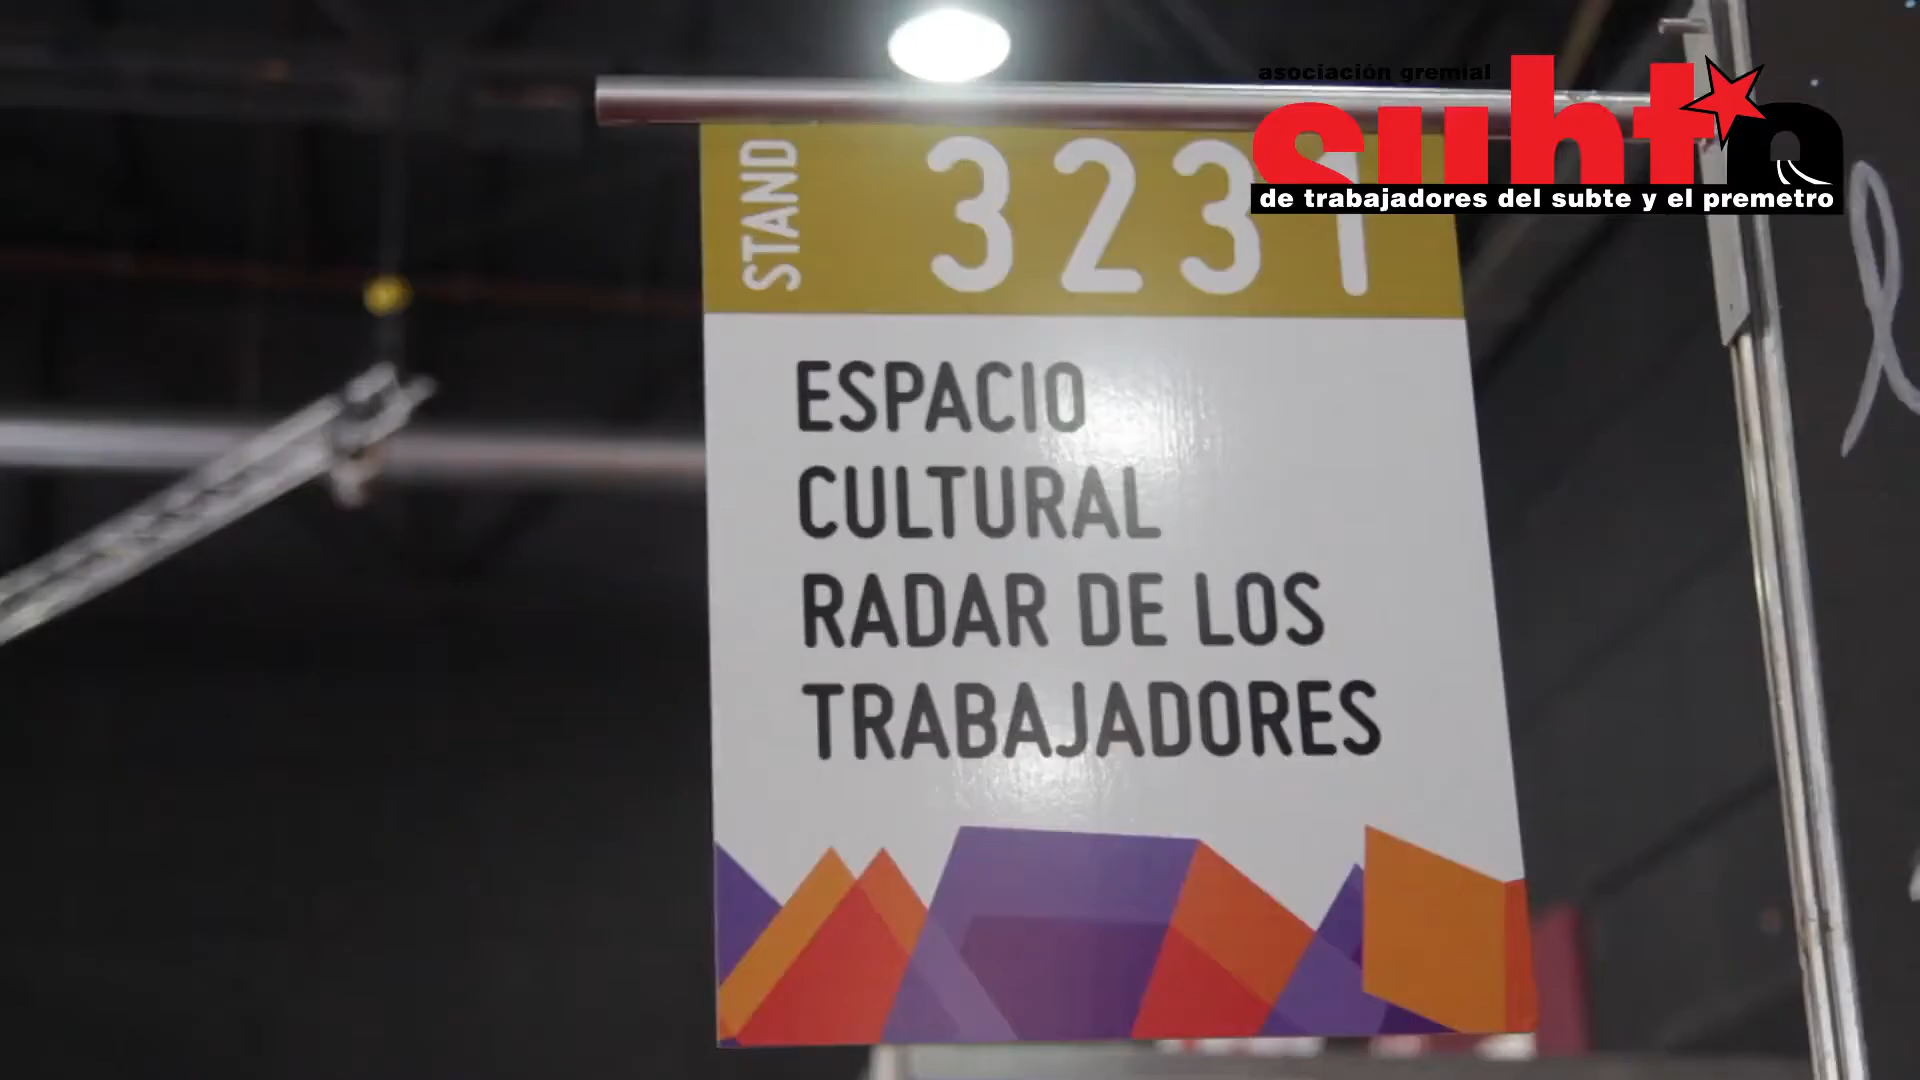 asociación gremial
subte
de trabajadores del subte y el premetro
STAND
3231
ESPACIO
CULTURAL
RADAR DE LOS
TRABAJADORES